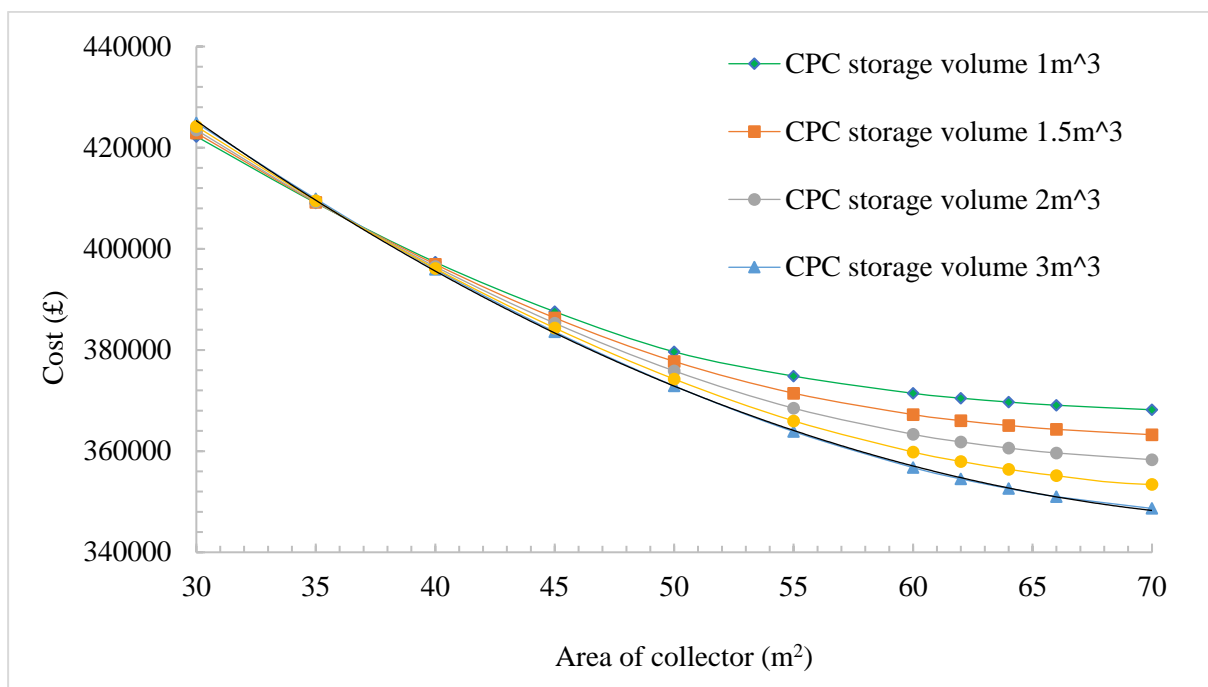 440000
420000
400000
380000
360000
340000
Cost (£)
30 35 40 45 50 55 60 65 70
Area of collector (m²)
CPC storage volume 1m^3
CPC storage volume 1.5m^3
CPC storage volume 2m^3
CPC storage volume 3m^3